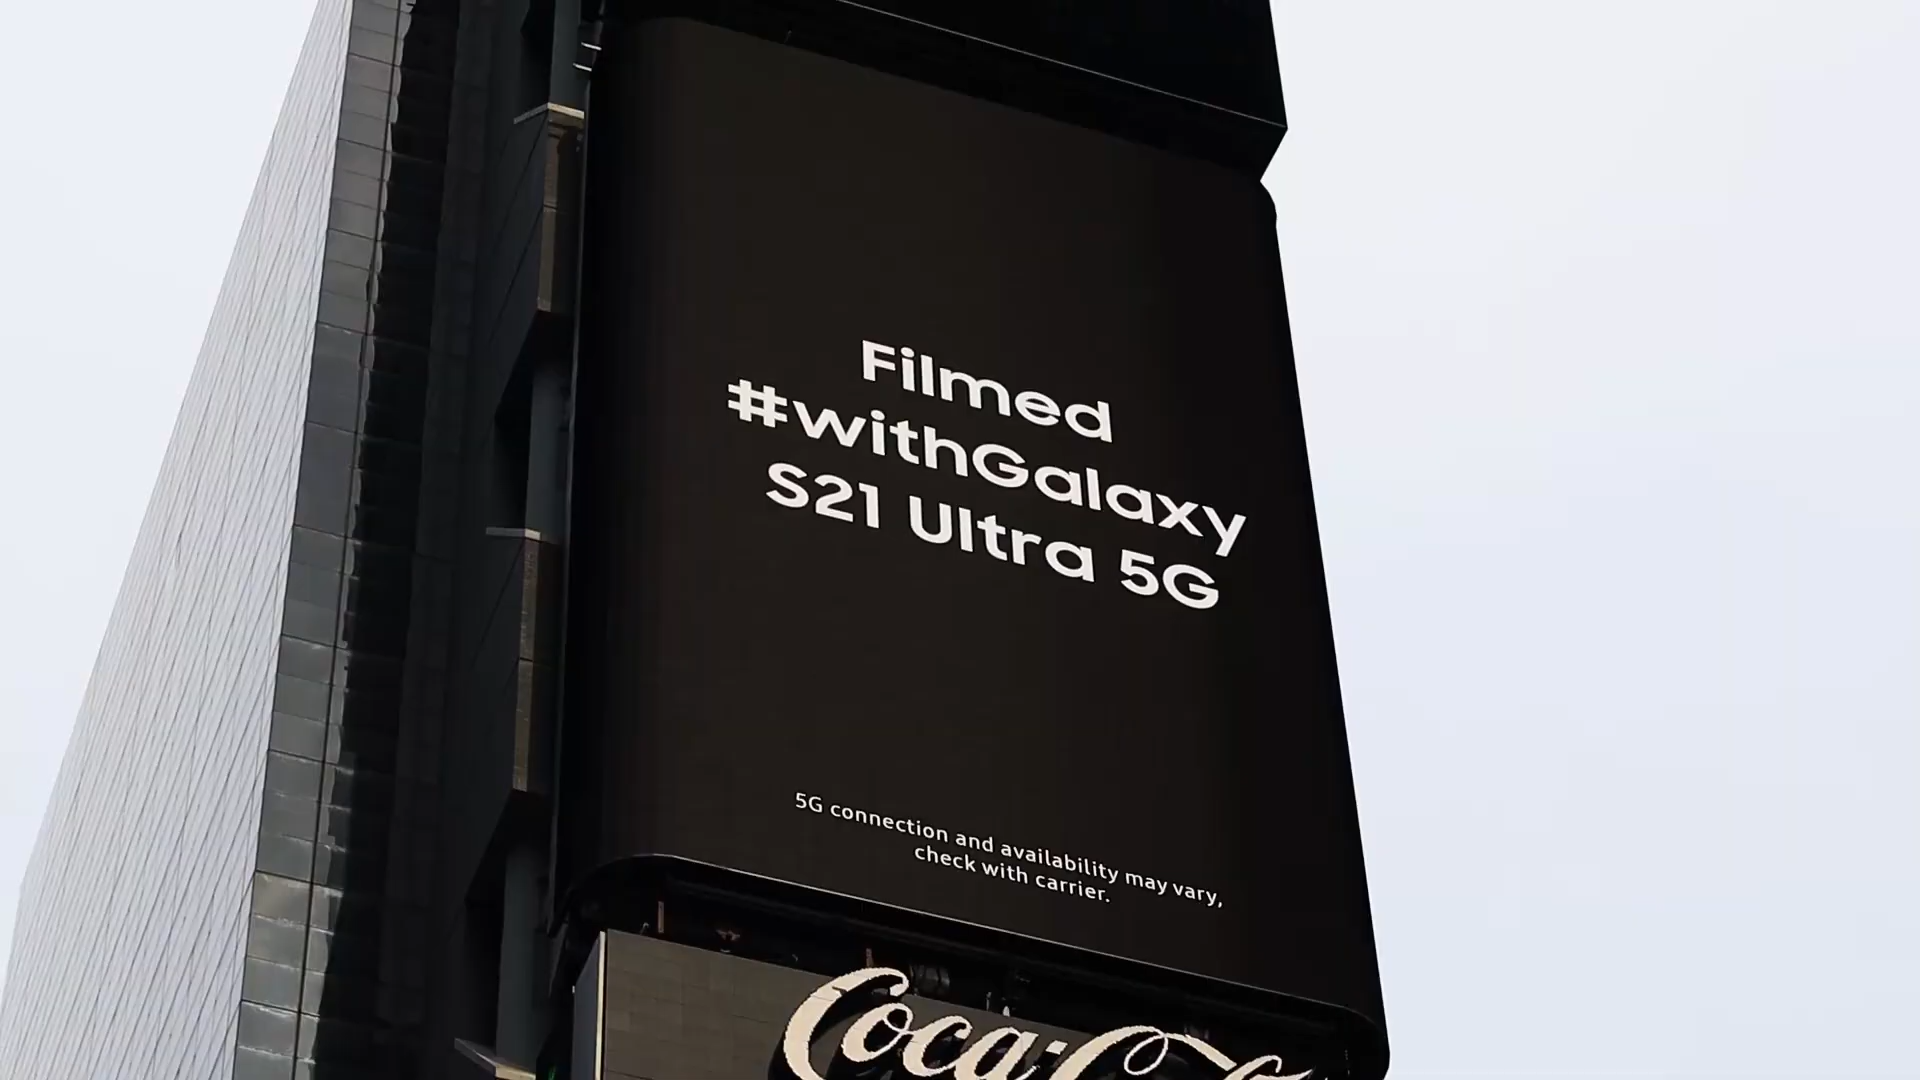 Filmed
#withGalaxy
S21 Ultra 5G
5G connection and availability may vary,
check with carrier.
Coca-Cola